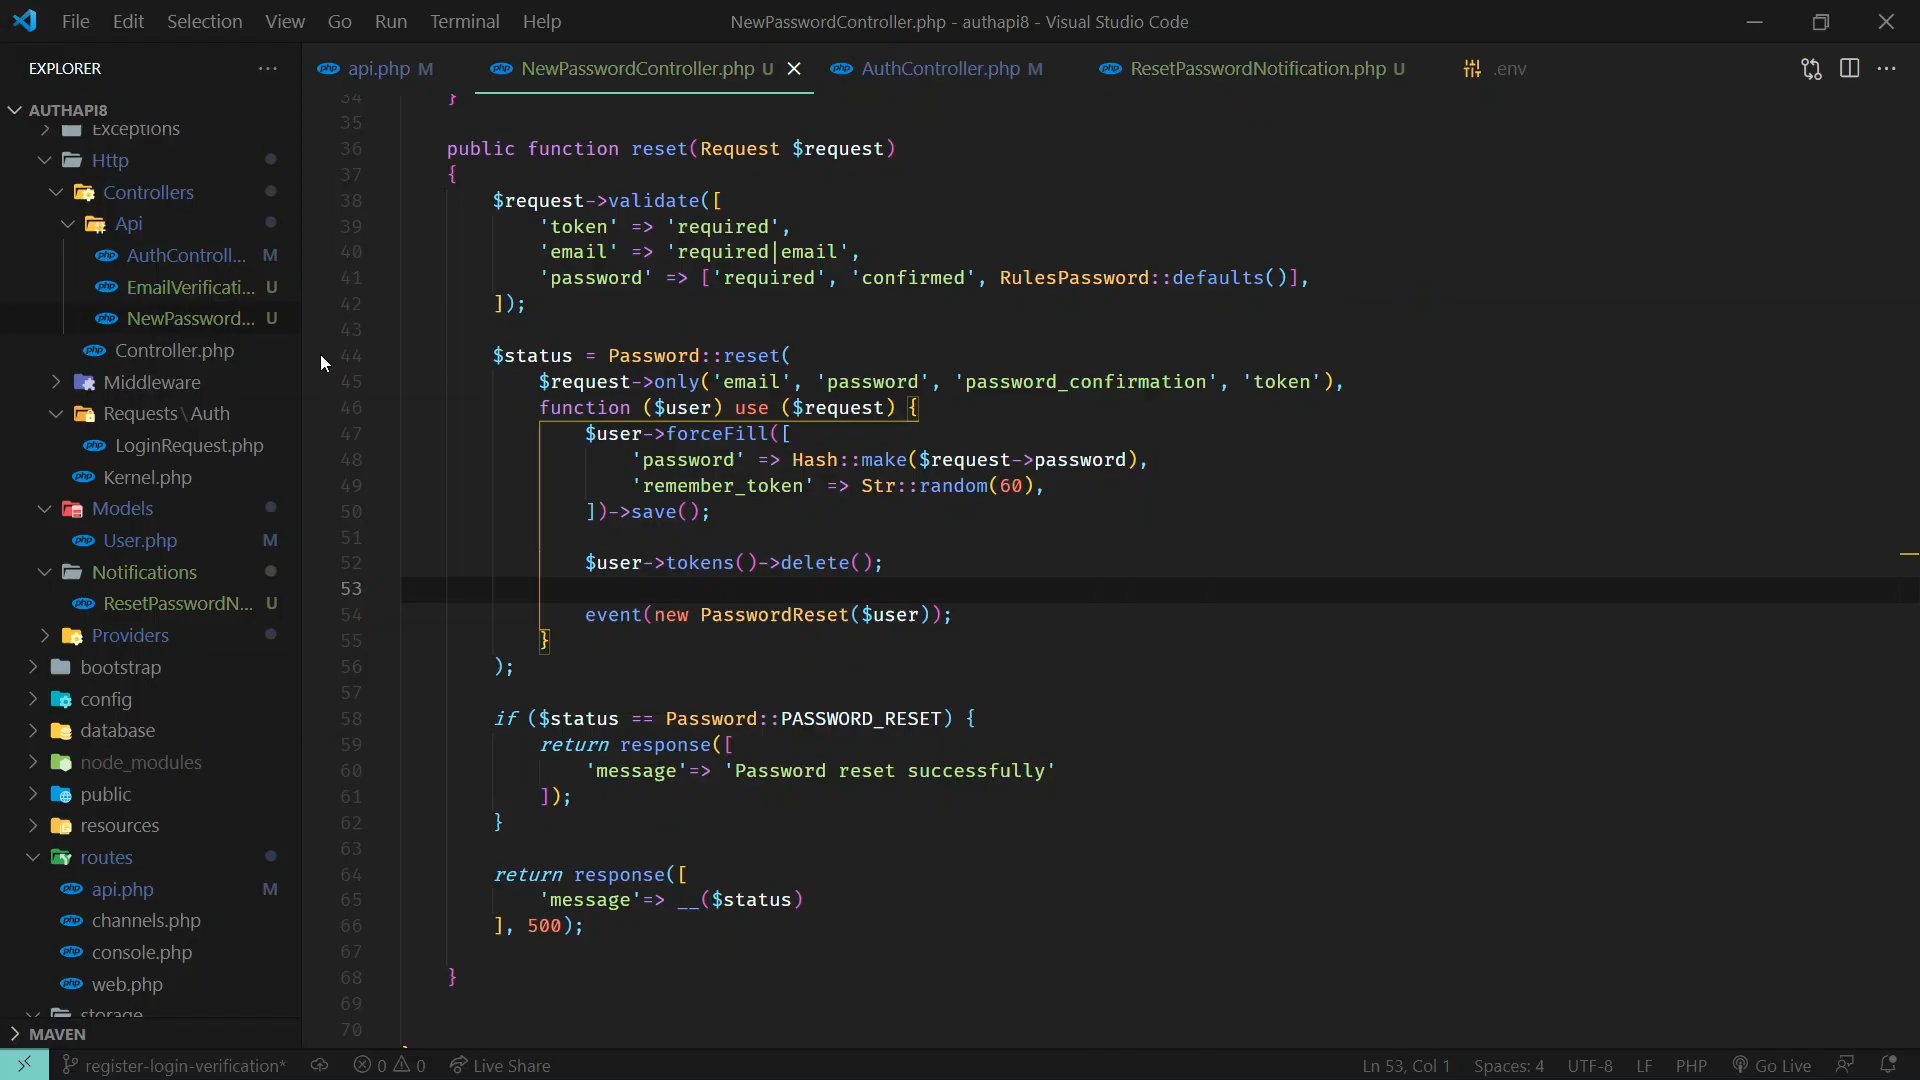 File Edit Selection View Go Run Terminal Help
NewPasswordController.php - authapi8 - Visual Studio Code
EXPLORER
AUTHAPI8
Exceptions
Http
Controllers
Api
AuthControll... M
EmailVerificati... U
NewPassword... U
Controller.php
Middleware
Requests\Auth
LoginRequest.php
Kernel.php
Models
User.php M
Notifications
ResetPasswordN... U
Providers
bootstrap
config
database
node_modules
public
resources
routes
api.php M
channels.php
console.php
web.php
storage
MAVEN
php api.php M php NewPasswordController.php U php AuthController.php M php ResetPasswordNotification.php U .env
34 }
35
36 public function reset(Request $request)
37 {
38 $request->validate([
39 'token' => 'required',
40 'email' => 'required|email',
41 'password' => ['required', 'confirmed', RulesPassword::defaults()],
42 ]);
43
44 $status = Password::reset(
45 $request->only('email', 'password', 'password_confirmation', 'token'),
46 function ($user) use ($request) {
47 $user->forceFill([
48 'password' => Hash::make($request->password),
49 'remember_token' => Str::random(60),
50 ])->save();
51
52 $user->tokens()->delete();
53
54 event(new PasswordReset($user));
55 }
56 );
57
58 if ($status == Password::PASSWORD_RESET) {
59 return response([
60 'message'=> 'Password reset successfully'
61 ]);
62 }
63
64 return response([
65 'message'=> __($status)
66 ], 500);
67
68 }
69
70
register-login-verification* 0 0 Live Share
Ln 53, Col 1 Spaces: 4 UTF-8 LF PHP Go Live